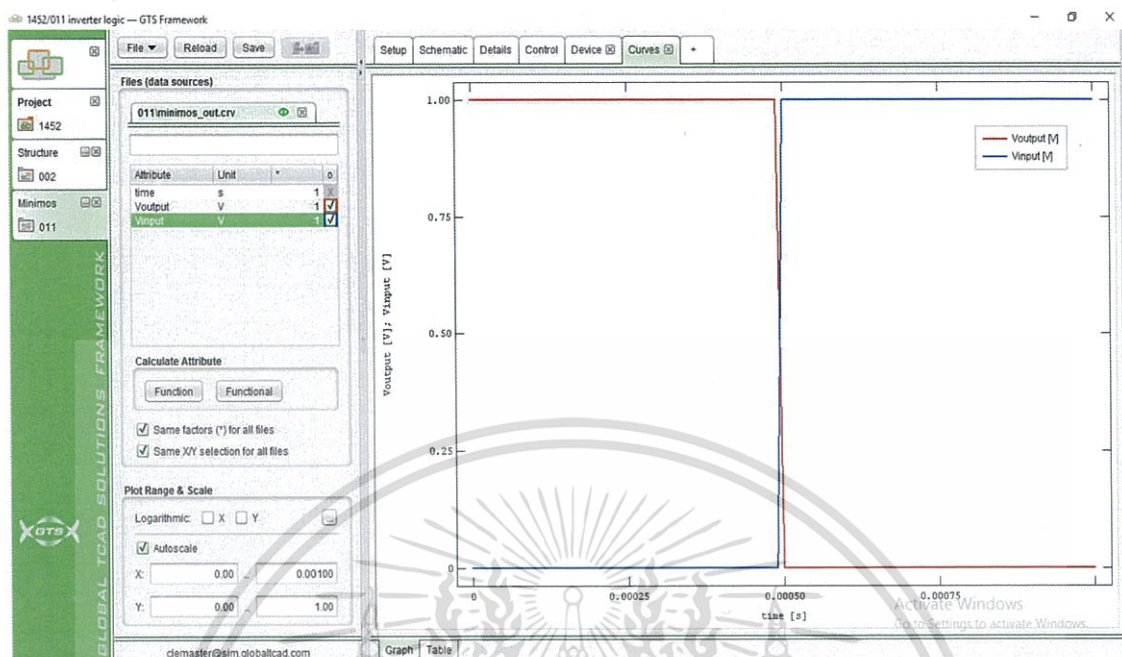 1452/011 inverter logic — GTS Framework
File Reload Save
Setup Schematic Details Control Device Curves +
Files (data sources)
011\minimos_out.crv
Project
1452
Structure
002
Minimos
011
Attribute Unit * o
time s 1 X
Voutput V 1
Vinput V 1
Calculate Attribute
Function Functional
Same factors (*) for all files
Same X/Y selection for all files
Plot Range & Scale
Logarithmic: X Y ...
Autoscale
X: 0.00 .. 0.00100
Y: 0.00 .. 1.00
GTS
GLOBAL TCAD SOLUTIONS FRAMEWORK
Voutput [V]; Vinput [V]
1.00
0.75
0.50
0.25
0
0 0.00025 0.00050 0.00075
time [s]
Voutput [V]
Vinput [V]
Activate Windows
Go to Settings to activate Windows.
clemaster@sim.globaltcad.com
Graph Table